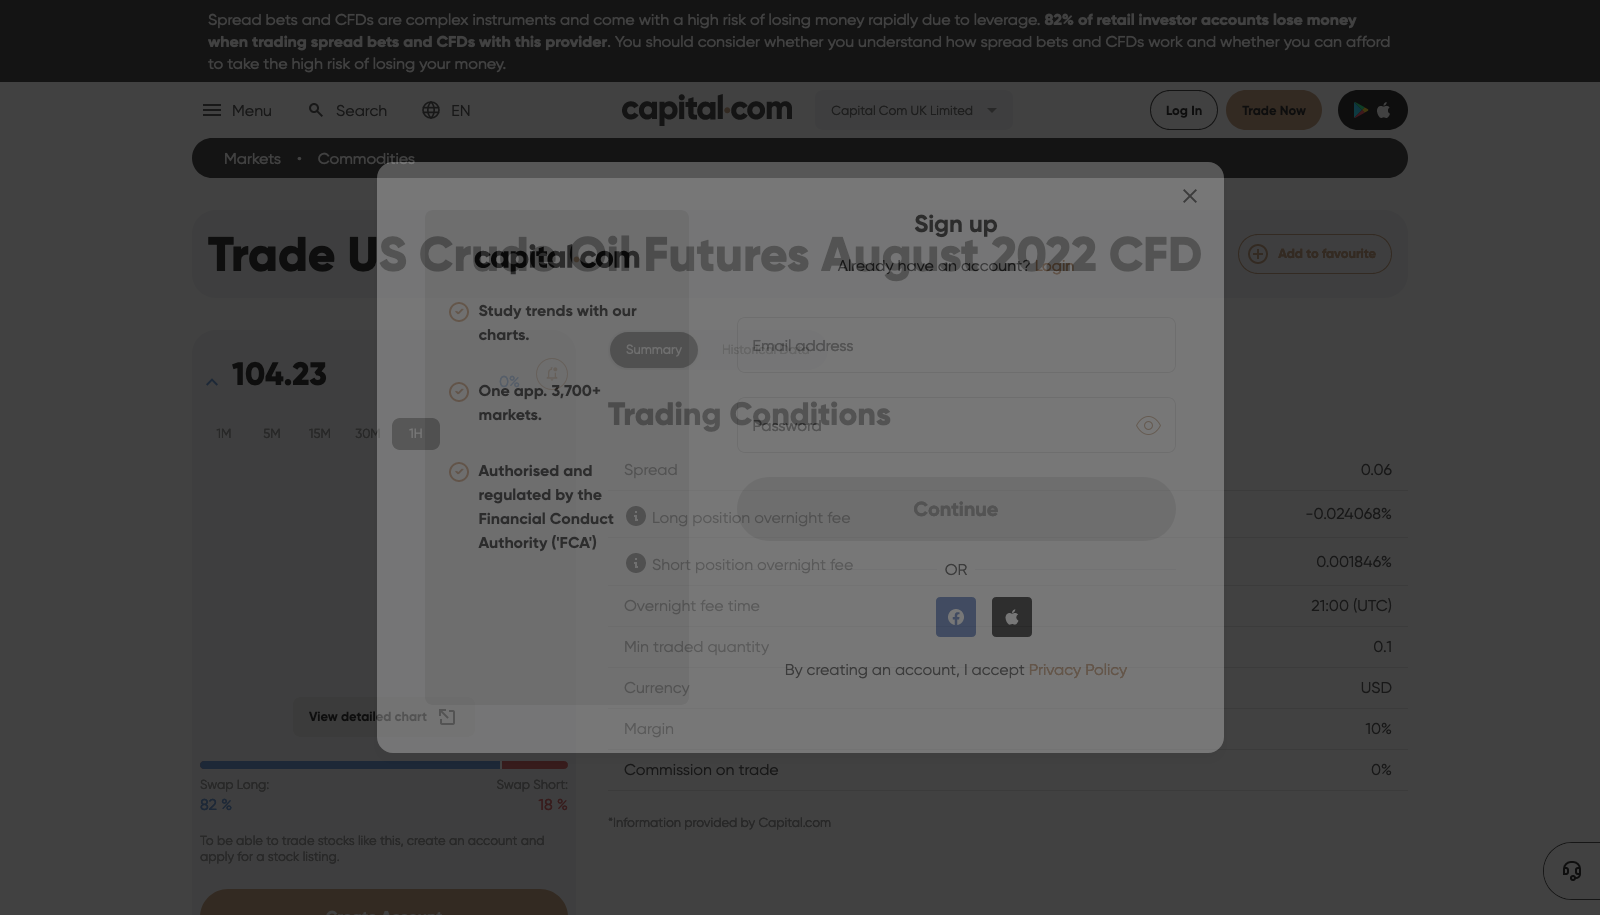 Spread bets and CFDs are complex instruments and come with a high risk of losing money rapidly due to leverage. 82% of retail investor accounts lose money
when trading spread bets and CFDs with this provider. You should consider whether you understand how spread bets and CFDs work and whether you can afford
to take the high risk of losing your money.
Menu
Search
EN
capital.com
Capital Com UK Limited
Log In
Trade Now
Markets • Commodities
Trade US Crude Oil Futures August 2022 CFD
Add to favourite
104.23
0%
1M
5M
15M
30M
1H
View detailed chart
Swap Long:
Swap Short:
82 %
18 %
To be able to trade stocks like this, create an account and
apply for a stock listing.
Create Account
Summary
Historical Data
Trading Conditions
Spread 0.06
Long position overnight fee -0.024068%
Short position overnight fee 0.001846%
Overnight fee time 21:00 (UTC)
Min traded quantity 0.1
Currency USD
Margin 10%
Commission on trade 0%
*Information provided by Capital.com
capital.com
Study trends with our
charts.
One app. 3,700+
markets.
Authorised and
regulated by the
Financial Conduct
Authority ('FCA')
Sign up
Already have an account? Login
Email address
Password
Continue
OR
By creating an account, I accept Privacy Policy